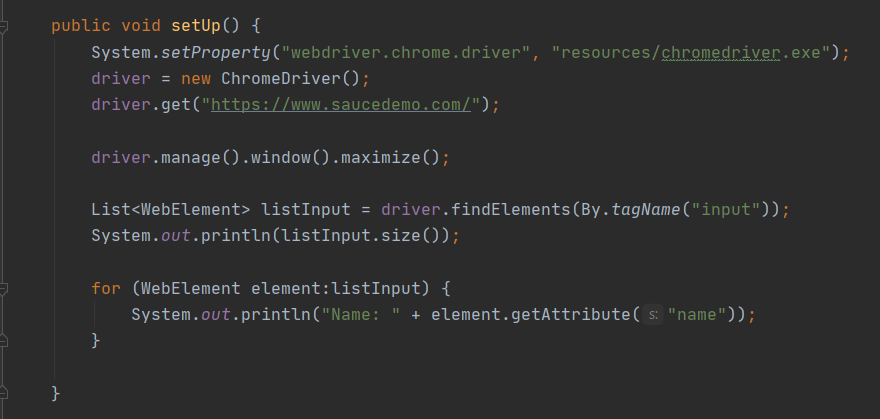 public void setUp() {
    System.setProperty("webdriver.chrome.driver", "resources/chromedriver.exe");
    driver = new ChromeDriver();
    driver.get("https://www.saucedemo.com/");
    driver.manage().window().maximize();
    List<WebElement> listInput = driver.findElements(By.tagName("input"));
    System.out.println(listInput.size());
    for (WebElement element:listInput) {
        System.out.println("Name: " + element.getAttribute( s: "name"));
    }
}